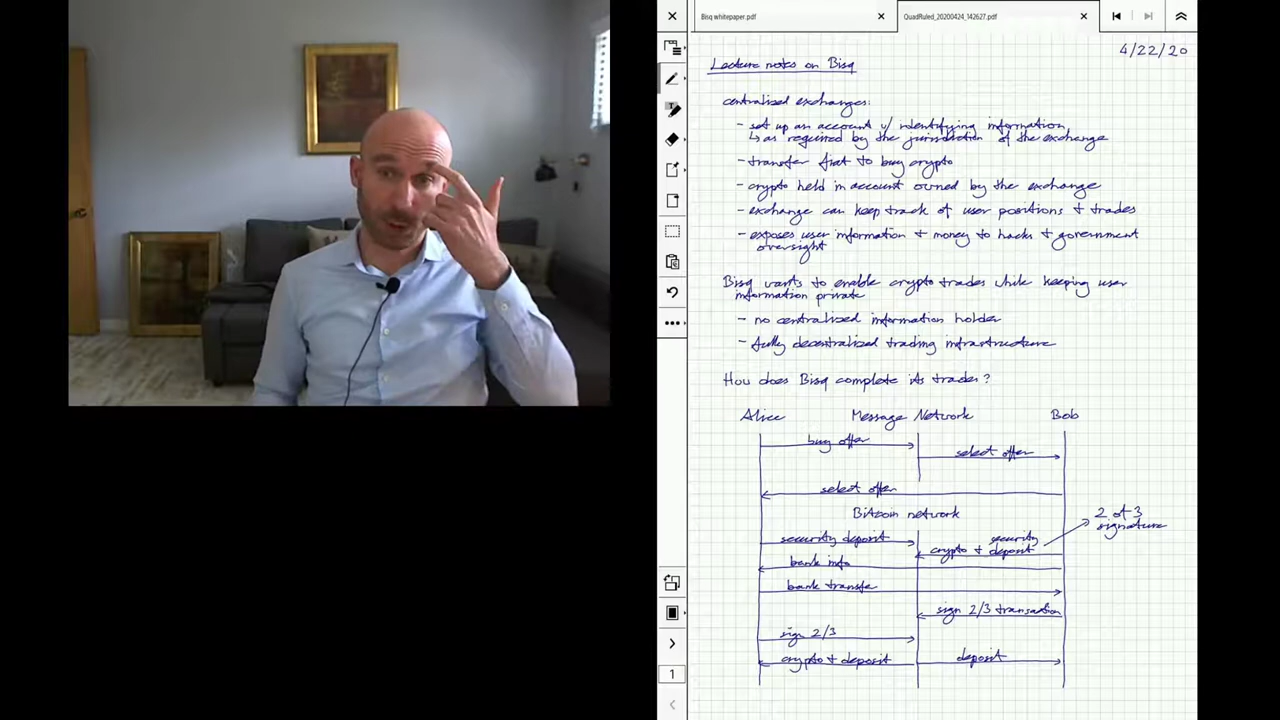 Bisq whitepaper.pdf
QuadRuled_20200424_142627.pdf
4/22/20
Lecture notes on Bisq
centralized exchanges:
- set up an account w/ identifying information
↳ as required by the jurisdiction of the exchange
- transfer fiat to buy crypto
- crypto held in account owned by the exchange
- exchange can keep track of user positions + trades
- exposes user information + money to hacks + government
oversight
Bisq wants to enable crypto trades while keeping user
information private
- no centralized information holder
- fully decentralized trading infrastructure
How does Bisq complete its trades?
Alice Message Network Bob
buy offer
select offer
select offer
Bitcoin network
2 of 3
signature
security deposit
security
crypto + deposit
bank info
bank transfer
sign 2/3 transaction
sign 2/3
crypto + deposit
deposit
1